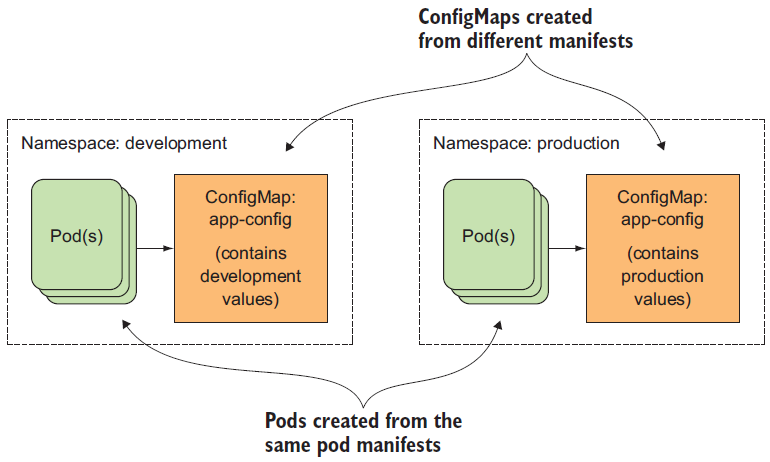 ConfigMaps created
from different manifests
Namespace: development
Pod(s)
ConfigMap:
app-config
(contains
development
values)
Namespace: production
Pod(s)
ConfigMap:
app-config
(contains
production
values)
Pods created from the
same pod manifests